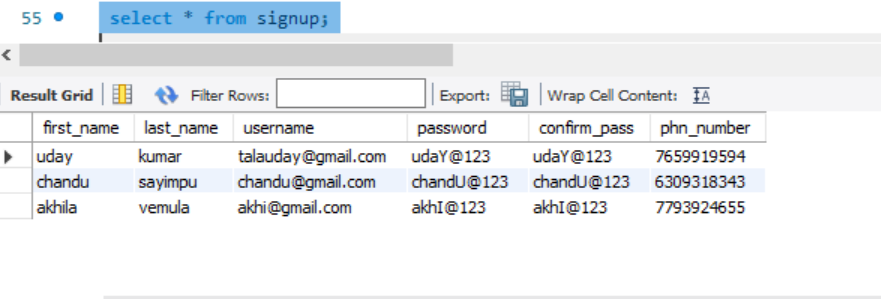 55 select * from signup;
Result Grid Filter Rows: Export: Wrap Cell Content: IA
first_name last_name username password confirm_pass phn_number
uday kumar talauday@gmail.com udaY@123 udaY@123 7659919594
chandu sayimpu chandu@gmail.com chandU@123 chandU@123 6309318343
akhila vemula akhi@gmail.com akhI@123 akhI@123 7793924655